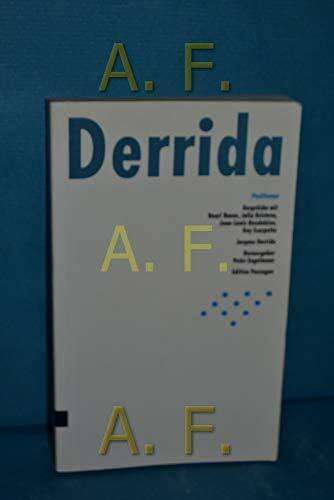 A. F.
Derrida
Positionen
Gespräche mit
Henri Ronse, Julia Kristeva,
Jean-Louis Houdebine,
Guy Scarpetta
Jacques Derrida
Herausgeber
Peter Engelmann
Edition Passagen
A. F.
A. F.